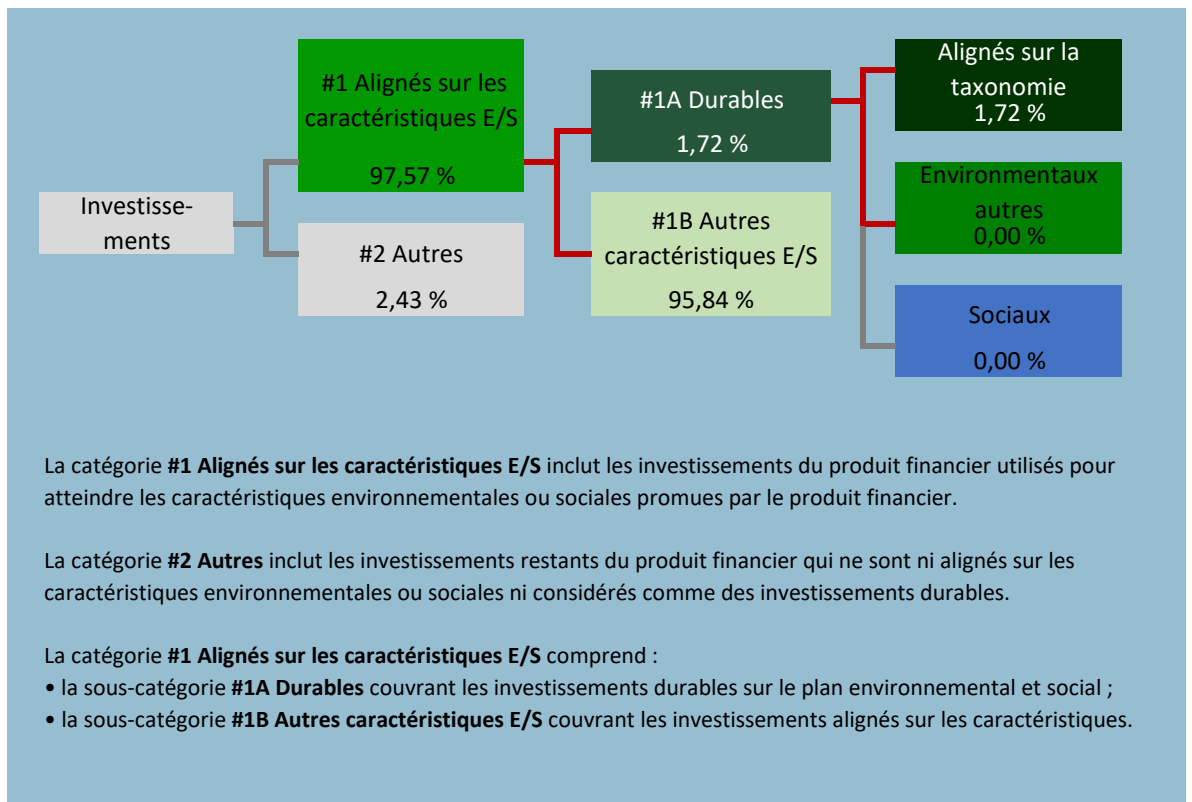 Investisse-
ments
#1 Alignés sur les
caractéristiques E/S
97,57 %
#2 Autres
2,43 %
#1A Durables
1,72 %
#1B Autres
caractéristiques E/S
95,84 %
Alignés sur la
taxonomie
1,72 %
Environmentaux
autres
0,00 %
Sociaux
0,00 %
La catégorie #1 Alignés sur les caractéristiques E/S inclut les investissements du produit financier utilisés pour
atteindre les caractéristiques environnementales ou sociales promues par le produit financier.
La catégorie #2 Autres inclut les investissements restants du produit financier qui ne sont ni alignés sur les
caractéristiques environnementales ou sociales ni considérés comme des investissements durables.
La catégorie #1 Alignés sur les caractéristiques E/S comprend :
• la sous-catégorie #1A Durables couvrant les investissements durables sur le plan environnemental et social ;
• la sous-catégorie #1B Autres caractéristiques E/S couvrant les investissements alignés sur les caractéristiques.